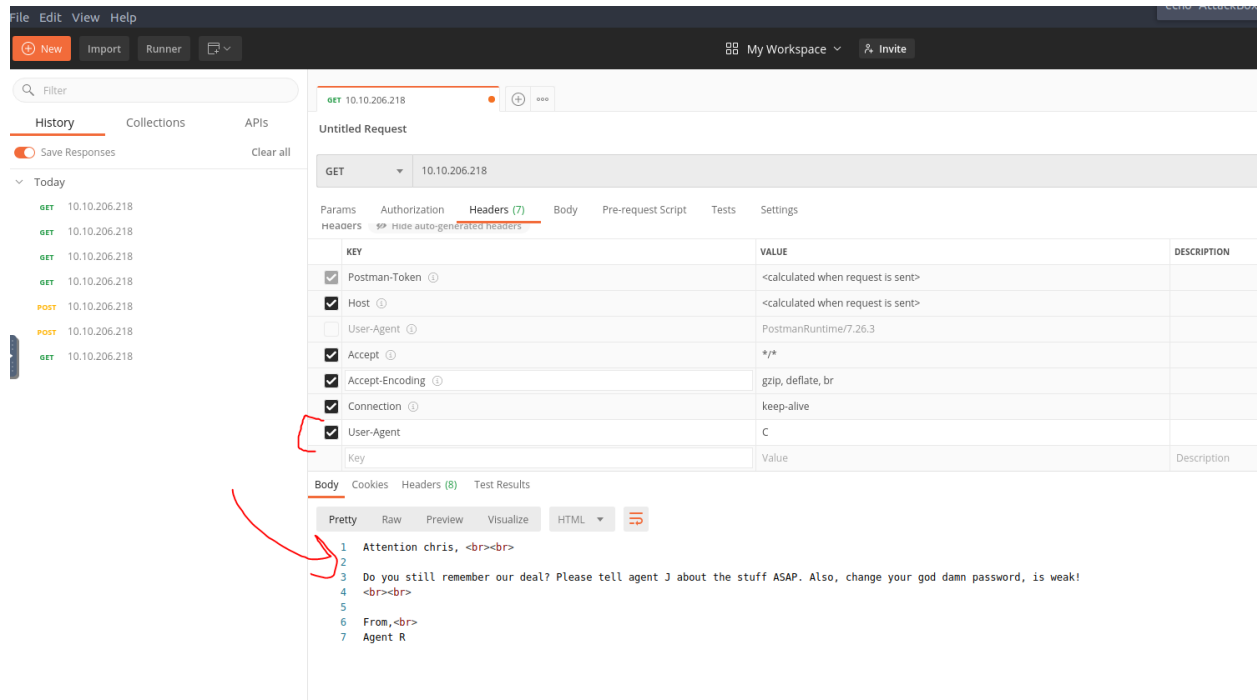 echo AttackBox
File Edit View Help
New Import Runner My Workspace Invite
Filter
GET 10.10.206.218
History Collections APIs
Untitled Request
Save Responses Clear all
GET 10.10.206.218
Today
GET 10.10.206.218
GET 10.10.206.218
GET 10.10.206.218
GET 10.10.206.218
POST 10.10.206.218
POST 10.10.206.218
GET 10.10.206.218
Params Authorization Headers (7) Body Pre-request Script Tests Settings
Headers Hide auto-generated headers
KEY VALUE DESCRIPTION
Postman-Token <calculated when request is sent>
Host <calculated when request is sent>
User-Agent PostmanRuntime/7.26.3
Accept */*
Accept-Encoding gzip, deflate, br
Connection keep-alive
User-Agent C
Key Value Description
Body Cookies Headers (8) Test Results
Pretty Raw Preview Visualize HTML
1 Attention chris, <br><br>
2
3 Do you still remember our deal? Please tell agent J about the stuff ASAP. Also, change your god damn password, is weak!
4 <br><br>
5
6 From,<br>
7 Agent R